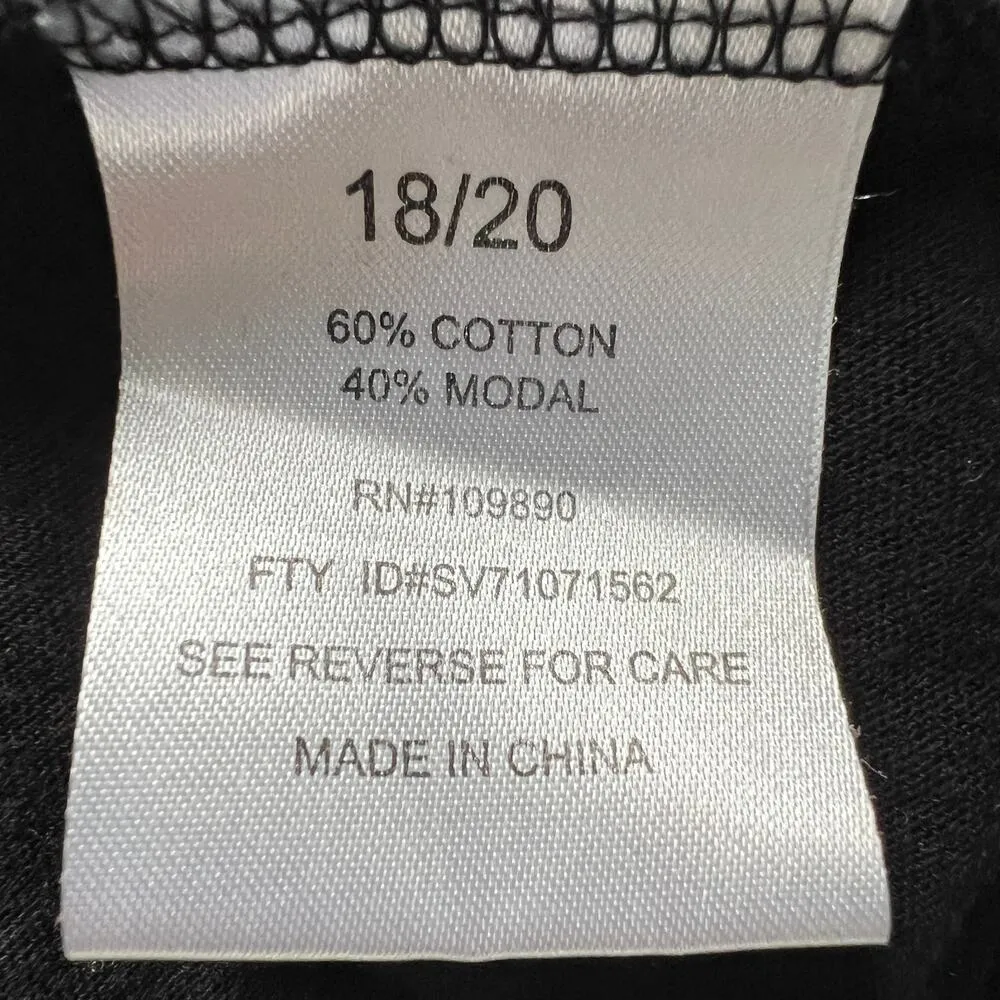 18/20
60% COTTON
40% MODAL
RN#109890
FTY ID#SV71071562
SEE REVERSE FOR CARE
MADE IN CHINA